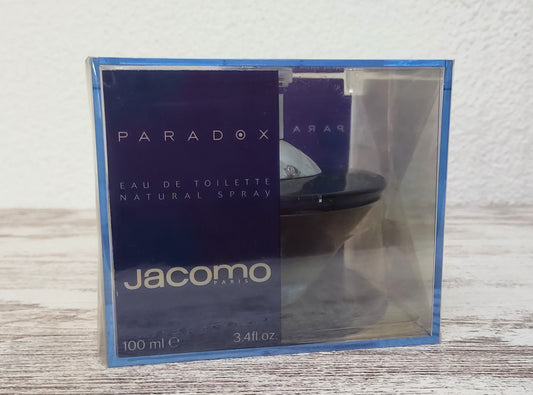 PARADOX
EAU DE TOILETTE
NATURAL SPRAY
Jacomo
PARIS
100 ml ℮
3.4fl.oz.
PARA